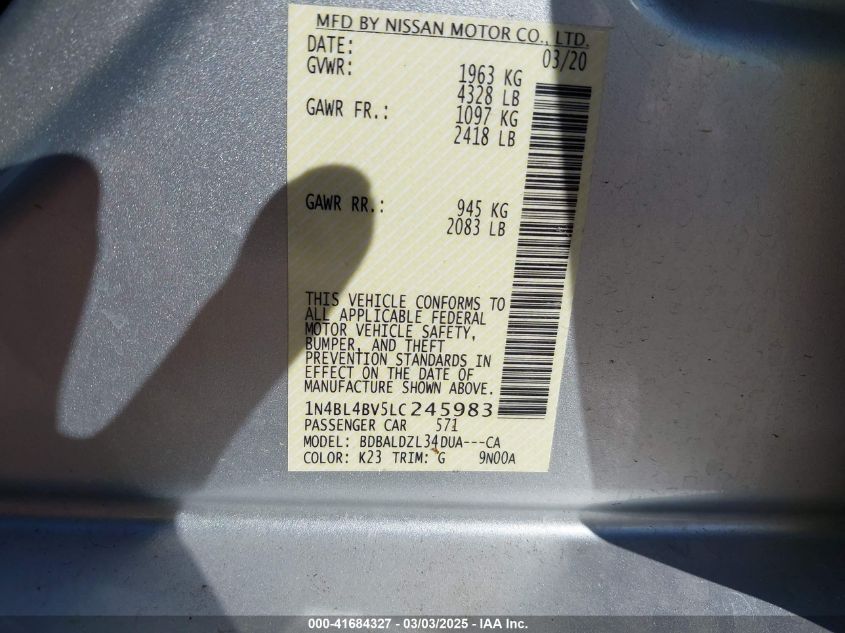 MFD BY NISSAN MOTOR CO., LTD.
DATE: 03/20
GVWR: 1963 KG
4328 LB
GAWR FR.: 1097 KG
2418 LB
GAWR RR.: 945 KG
2083 LB
THIS VEHICLE CONFORMS TO
ALL APPLICABLE FEDERAL
MOTOR VEHICLE SAFETY,
BUMPER, AND THEFT
PREVENTION STANDARDS IN
EFFECT ON THE DATE OF
MANUFACTURE SHOWN ABOVE.
1N4BL4BV5LC245983
PASSENGER CAR 571
MODEL: BDBALDZL34DUA---CA
COLOR: K23 TRIM: G 9N00A
000-41684327 - 03/03/2025 - IAA Inc.